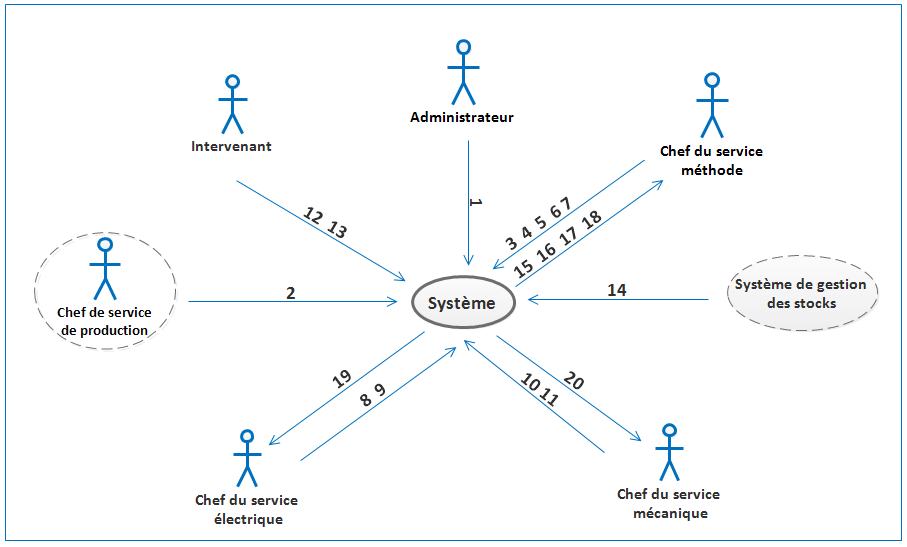 Administrateur
Intervenant
Chef du service
méthode
1
12 13
3 4 5 6 7
15 16 17 18
Chef de service
de production
2
Système
14
Système de gestion
des stocks
19
8 9
10 11
20
Chef du service
électrique
Chef du service
mécanique